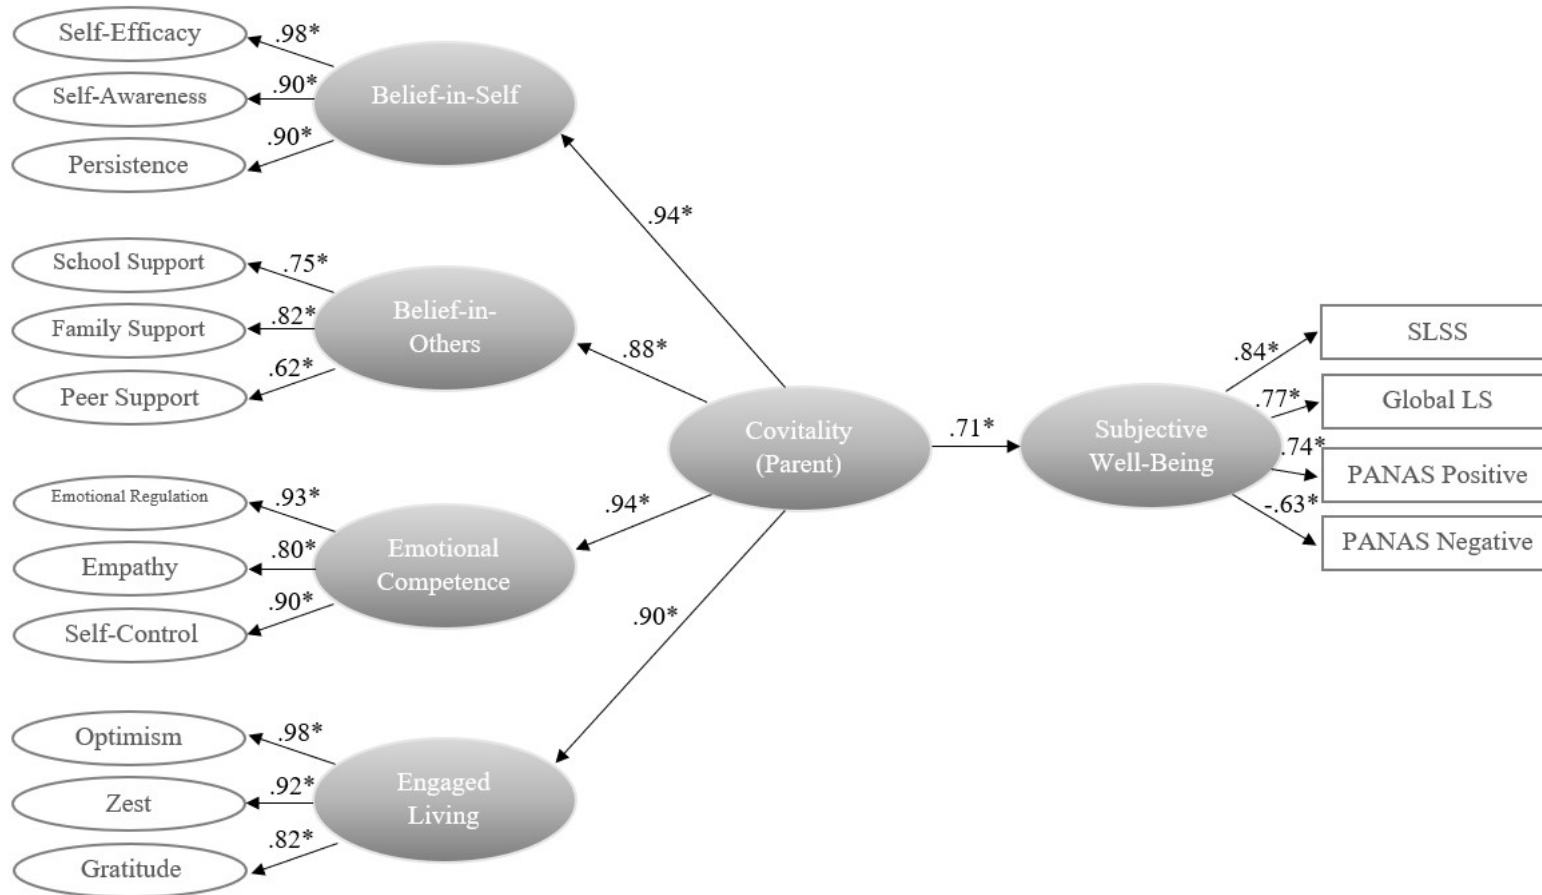 Self-Efficacy
.98*
Self-Awareness
.90*
Belief-in-Self
Persistence
.90*
.94*
School Support
.75*
Family Support
.82*
Belief-in-
Others
Peer Support
.62*
.88*
Covitality
(Parent)
.71*
Subjective
Well-Being
.84*
SLSS
.77*
Global LS
.74*
PANAS Positive
-.63*
PANAS Negative
Emotional Regulation
.93*
Empathy
.80*
Emotional
Competence
Self-Control
.90*
.94*
.90*
Optimism
.98*
Zest
.92*
Engaged
Living
Gratitude
.82*